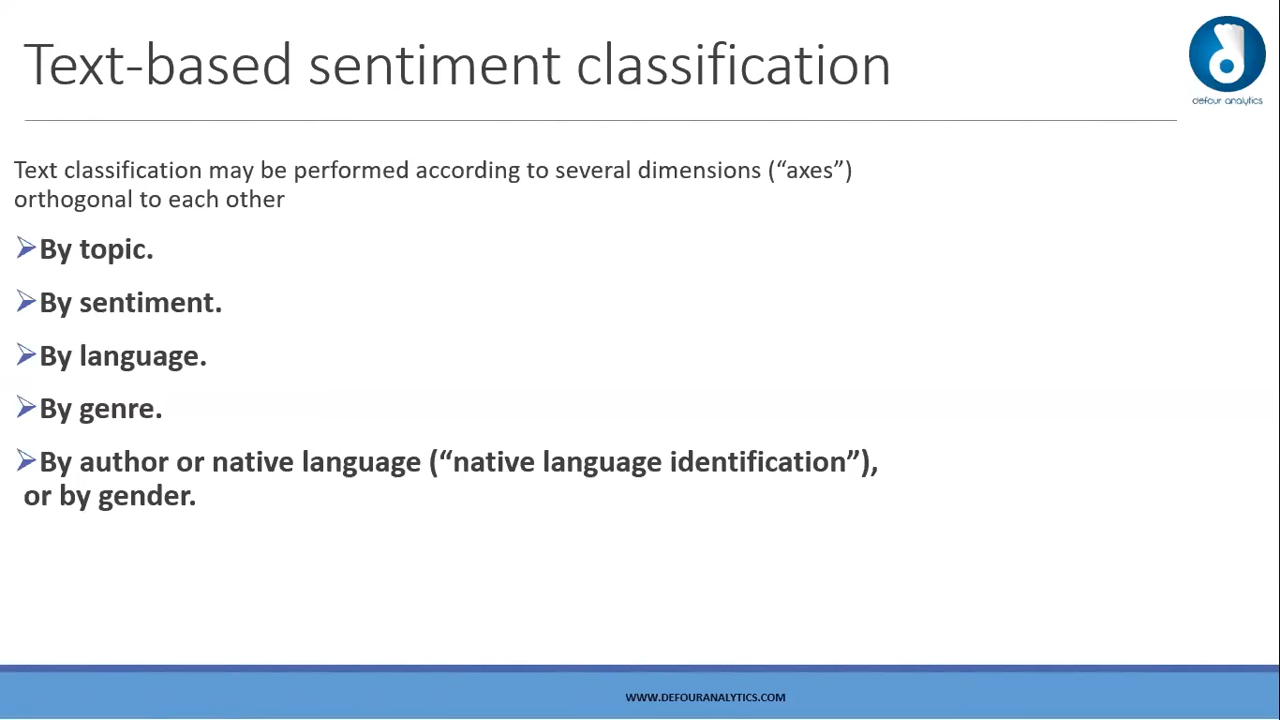 Text-based sentiment classification
defour analytics
Text classification may be performed according to several dimensions (“axes”)
orthogonal to each other
By topic.
By sentiment.
By language.
By genre.
By author or native language (“native language identification”),
or by gender.
WWW.DEFOURANALYTICS.COM